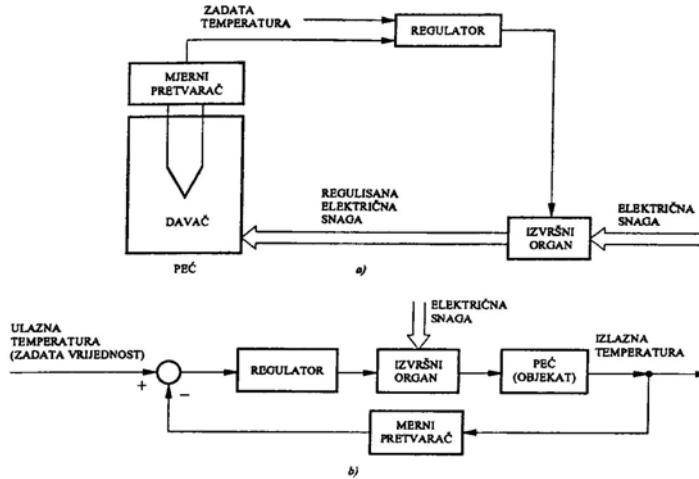 ZADATA
TEMPERATURA
REGULATOR
MJERNI
PRETVARAČ
DAVAČ
PEĆ
REGULISANA
ELEKTRIČNA
SNAGA
IZVRŠNI
ORGAN
ELEKTRIČNA
SNAGA
a)
ULAZNA
TEMPERATURA
(ZADATA VRIJEDNOST)
+
−
REGULATOR
ELEKTRIČNA
SNAGA
IZVRŠNI
ORGAN
PEĆ
(OBJEKAT)
IZLAZNA
TEMPERATURA
MERNI
PRETVARAČ
b)